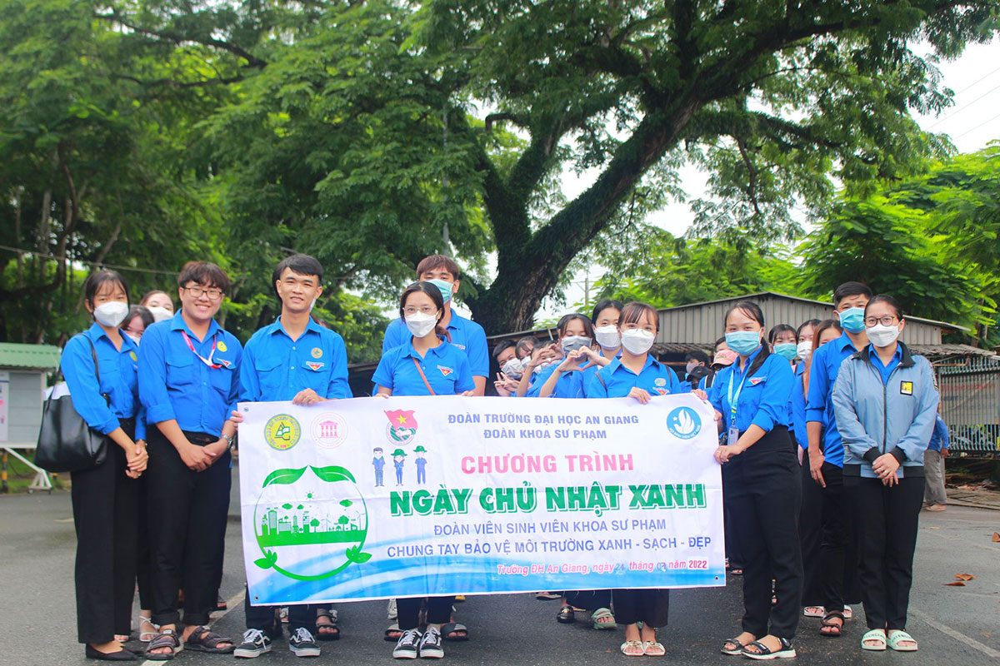 ĐOÀN TRƯỜNG ĐẠI HỌC AN GIANG
ĐOÀN KHOA SƯ PHẠM
CHƯƠNG TRÌNH
NGÀY CHỦ NHẬT XANH
ĐOÀN VIÊN SINH VIÊN KHOA SƯ PHẠM
CHUNG TAY BẢO VỆ MÔI TRƯỜNG XANH - SẠCH - ĐẸP
Trường ĐH An Giang, ngày 24 tháng năm 2022